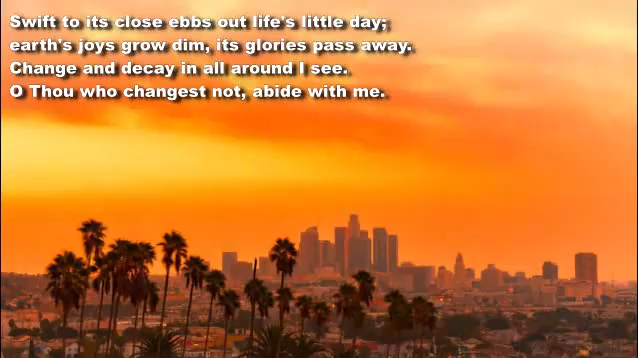 Swift to its close ebbs out life's little day;
earth's joys grow dim, its glories pass away.
Change and decay in all around I see.
O Thou who changest not, abide with me.